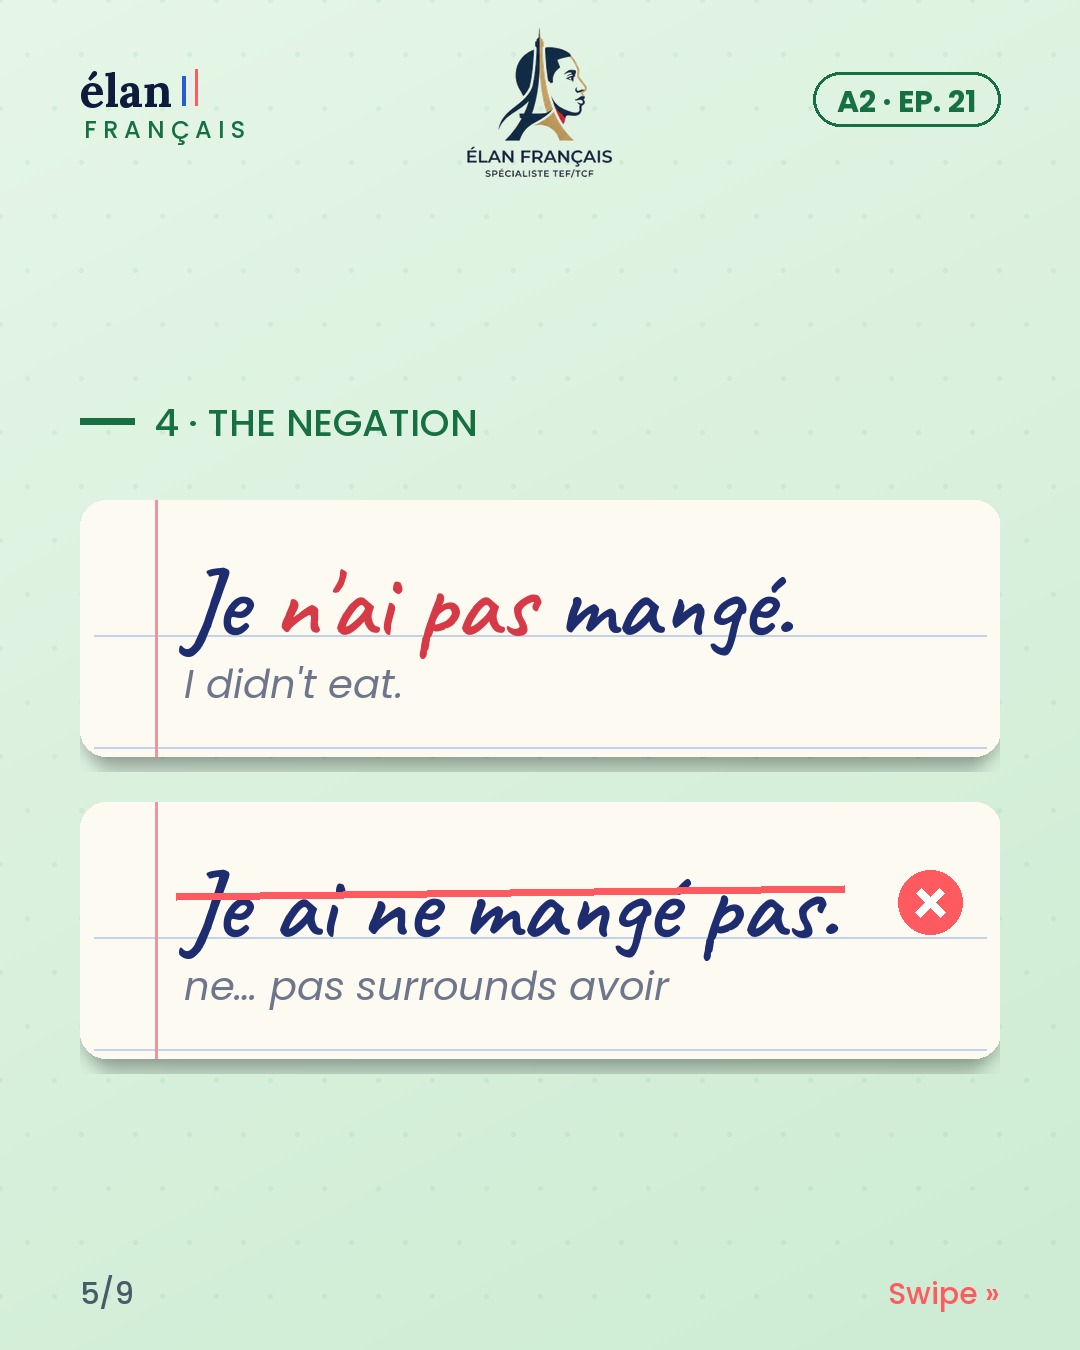 élan
FRANÇAIS
ÉLAN FRANÇAIS
SPÉCIALISTE TEF/TCF
A2 · EP. 21
4 · THE NEGATION
Je n'ai pas mangé.
I didn't eat.
Je ai ne mangé pas.
ne... pas surrounds avoir
5/9
Swipe »